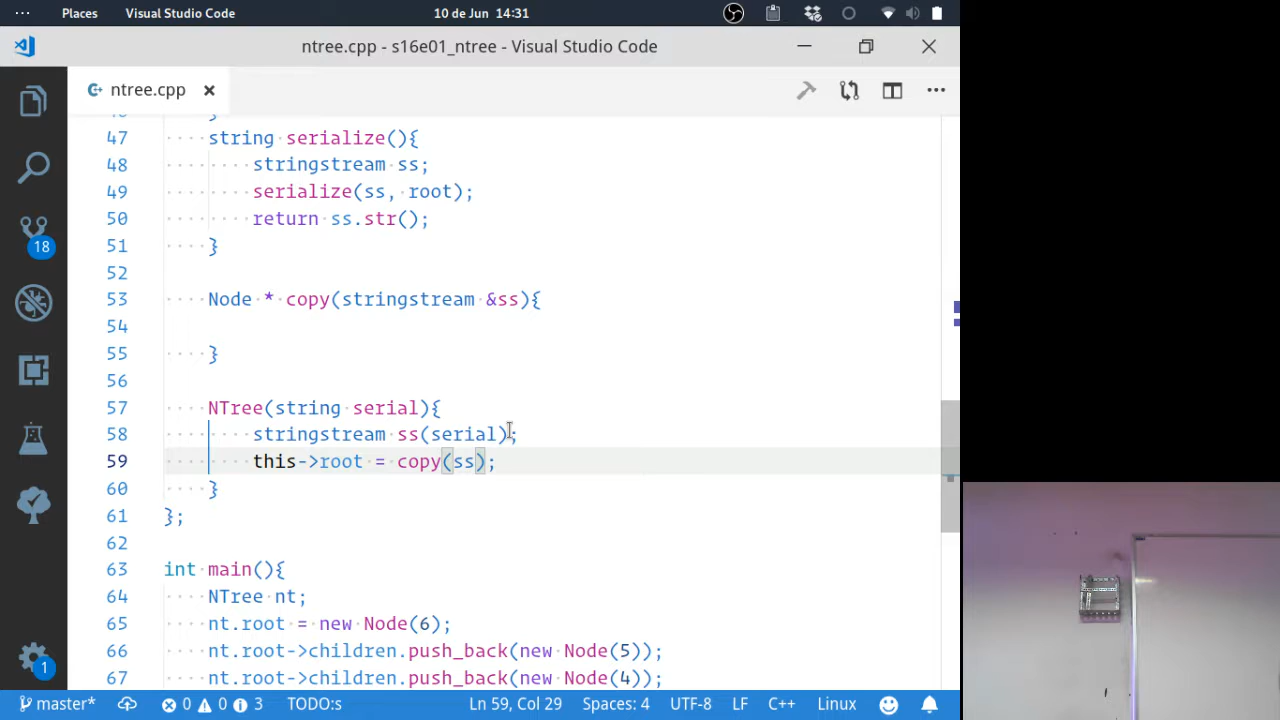 Places Visual Studio Code 10 de Jun 14:31
ntree.cpp - s16e01_ntree - Visual Studio Code
ntree.cpp
47 string serialize(){
48 stringstream ss;
49 serialize(ss, root);
50 return ss.str();
51 }
52
53 Node * copy(stringstream &ss){
54
55 }
56
57 NTree(string serial){
58 stringstream ss(serial);
59 this->root = copy(ss);
60 }
61 };
62
63 int main(){
64 NTree nt;
65 nt.root = new Node(6);
66 nt.root->children.push_back(new Node(5));
67 nt.root->children.push_back(new Node(4));
18
1
master* 0 0 3 TODO:s Ln 59, Col 29 Spaces: 4 UTF-8 LF C++ Linux